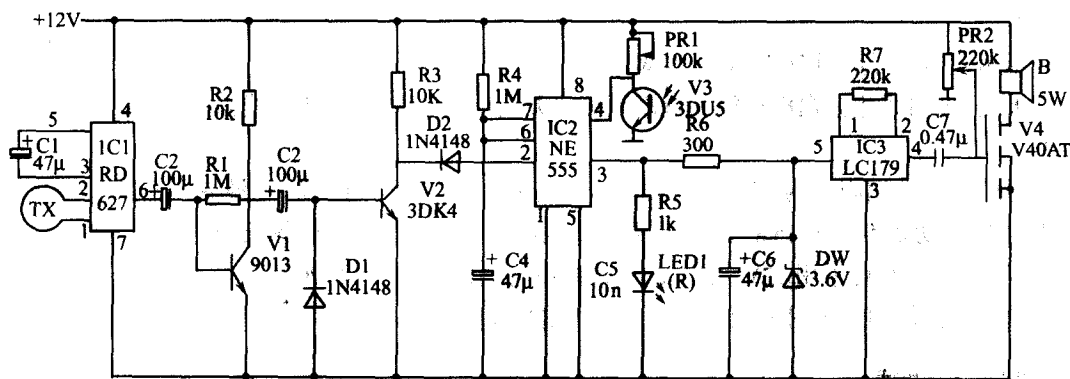 +12V
5
4
C1
47μ
3
2
1
TX
1C1
RD
627
6
7
C2
100μ
R1
1M
R2
10k
V1
9013
C2
100μ
D1
1N4148
R3
10K
D2
1N4148
V2
3DK4
R4
1M
C4
47μ
7
6
2
8
4
IC2
NE
555
3
1
5
PR1
100k
V3
3DU5
R6
300
R5
1k
C5
10n
LED1
(R)
C6
47μ
DW
3.6V
R7
220k
1
2
5
IC3
LC179
4
3
C7
0.47μ
PR2
220k
B
5W
V4
V40AT